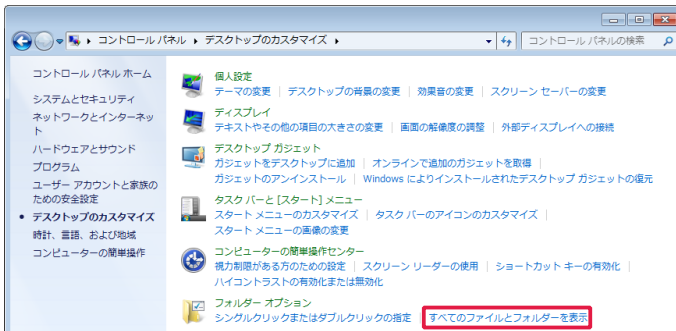 コントロール パネル デスクトップのカスタマイズ
コントロール パネルの検索
コントロール パネル ホーム
システムとセキュリティ
ネットワークとインターネッ
ト
ハードウェアとサウンド
プログラム
ユーザー アカウントと家族の
ための安全設定
デスクトップのカスタマイズ
時計、言語、および地域
コンピューターの簡単操作
個人設定
テーマの変更 デスクトップの背景の変更 効果音の変更 スクリーン セーバーの変更
ディスプレイ
テキストやその他の項目の大きさの変更 画面の解像度の調整 外部ディスプレイへの接続
デスクトップ ガジェット
ガジェットをデスクトップに追加 オンラインで追加のガジェットを取得
ガジェットのアンインストール Windows によりインストールされたデスクトップ ガジェットの復元
タスク バーと [スタート] メニュー
スタート メニューのカスタマイズ タスク バーのアイコンのカスタマイズ
スタート メニューの画像の変更
コンピューターの簡単操作センター
視力制限がある方のための設定 スクリーン リーダーの使用 ショートカット キーの有効化
ハイコントラストの有効化または無効化
フォルダー オプション
シングルクリックまたはダブルクリックの指定 すべてのファイルとフォルダーを表示